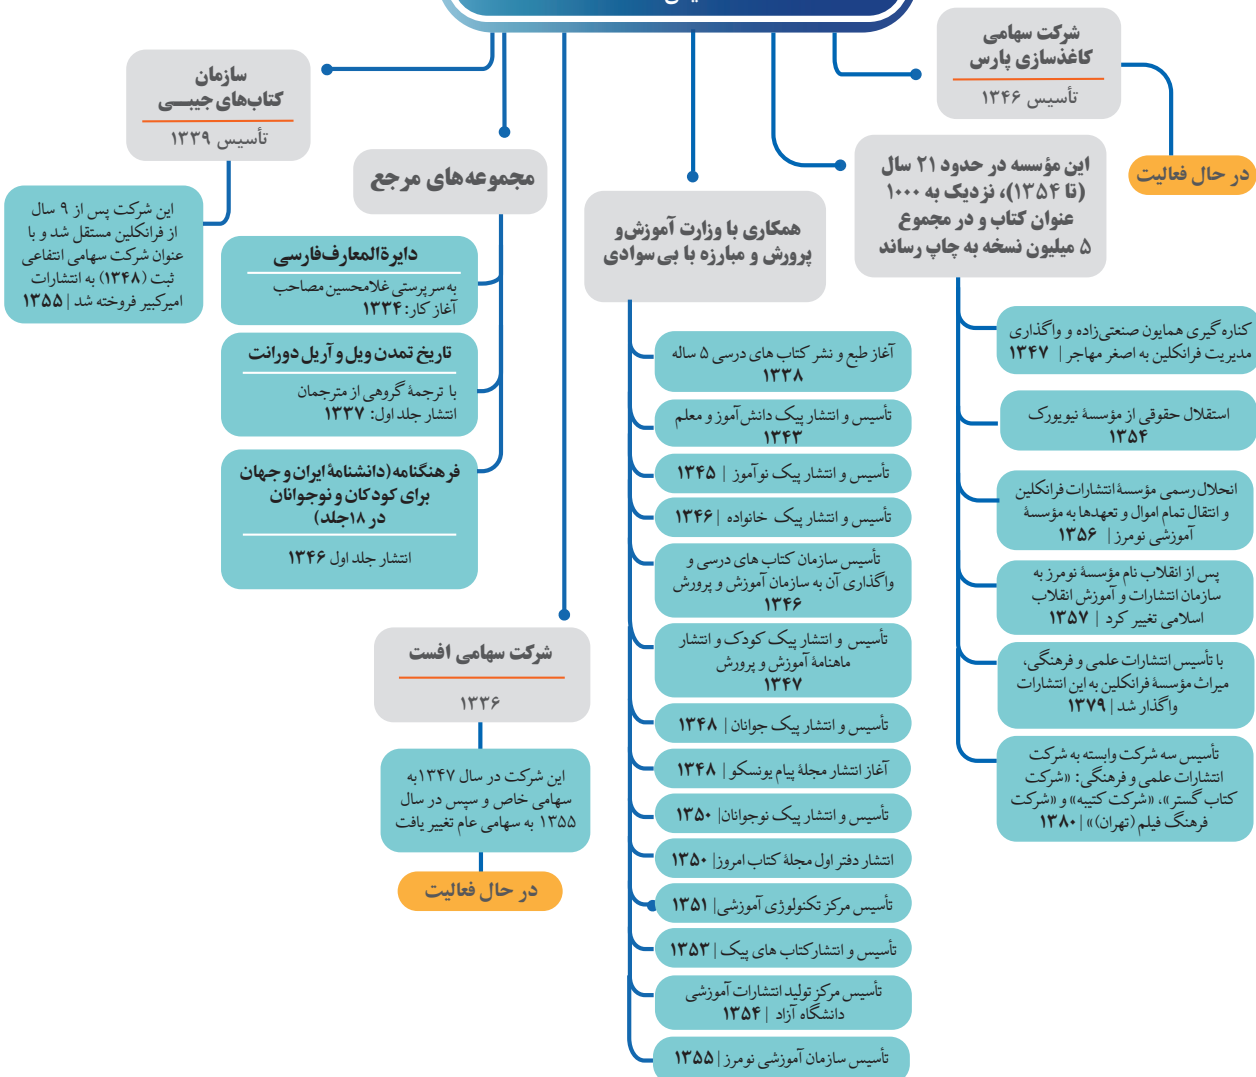 شرکت سهامی
کاغذسازی پارس
تأسیس ۱۳۴۶
در حال فعالیت
این مؤسسه در حدود ۲۱ سال
(تا ۱۳۵۴)، نزدیک به ۱۰۰۰
عنوان کتاب و در مجموع
۵ میلیون نسخه به چاپ رساند
کناره گیری همایون صنعتی‌زاده و واگذاری
مدیریت فرانکلین به اصغر مهاجر | ۱۳۴۷
استقلال حقوقی از مؤسسهٔ نیویورک
۱۳۵۴
انحلال رسمی مؤسسهٔ انتشارات فرانکلین
و انتقال تمام اموال و تعهدها به مؤسسهٔ
آموزشی نومرز | ۱۳۵۶
پس از انقلاب نام مؤسسهٔ نومرز به
سازمان انتشارات و آموزش انقلاب
اسلامی تغییر کرد | ۱۳۵۷
با تأسیس انتشارات علمی و فرهنگی،
میراث مؤسسهٔ فرانکلین به این انتشارات
واگذار شد | ۱۳۷۹
تأسیس سه شرکت وابسته به شرکت
انتشارات علمی و فرهنگی: «شرکت
کتاب گستر»، «شرکت کتیبه» و «شرکت
فرهنگ فیلم (تهران)» | ۱۳۸۰
همکاری با وزارت آموزش‌و
پرورش و مبارزه با بی‌سوادی
آغاز طبع و نشر کتاب های درسی ۵ ساله
۱۳۳۸
تأسیس و انتشار پیک دانش‌آموز و معلم
۱۳۴۳
تأسیس و انتشار پیک نوآموز | ۱۳۴۵
تأسیس و انتشار پیک خانواده | ۱۳۴۶
تأسیس سازمان کتاب های درسی و
واگذاری آن به سازمان آموزش و پرورش
۱۳۴۶
تأسیس و انتشار پیک کودک و انتشار
ماهنامهٔ آموزش و پرورش
۱۳۴۷
تأسیس و انتشار پیک جوانان | ۱۳۴۸
آغاز انتشار مجلهٔ پیام یونسکو | ۱۳۴۸
تأسیس و انتشار پیک نوجوانان | ۱۳۵۰
انتشار دفتر اول مجلهٔ کتاب امروز | ۱۳۵۰
تأسیس مرکز تکنولوژی آموزشی | ۱۳۵۱
تأسیس و انتشارکتاب های پیک | ۱۳۵۳
تأسیس مرکز تولید انتشارات آموزشی
دانشگاه آزاد | ۱۳۵۴
تأسیس سازمان آموزشی نومرز | ۱۳۵۵
مجموعه‌های مرجع
دایرةالمعارف‌فارسی
به‌سرپرستی غلامحسین مصاحب
آغاز کار: ۱۳۳۴
تاریخ تمدن ویل و آریل دورانت
با ترجمهٔ گروهی از مترجمان
انتشار جلد اول: ۱۳۳۷
فرهنگنامه (دانشنامهٔ ایران و جهان
برای کودکان و نوجوانان
در ۱۸جلد)
انتشار جلد اول ۱۳۴۶
شرکت سهامی افست
۱۳۳۶
این شرکت در سال ۱۳۴۷به
سهامی خاص و سپس در سال
۱۳۵۵ به سهامی عام تغییر یافت
در حال فعالیت
سازمان
کتاب‌های جیبـــی
تأسیس ۱۳۳۹
این شرکت پس از ۹ سال
از فرانکلین مستقل شد و با
عنوان شرکت سهامی انتفاعی
ثبت (۱۳۴۸) به انتشارات
امیرکبیر فروخته شد | ۱۳۵۵